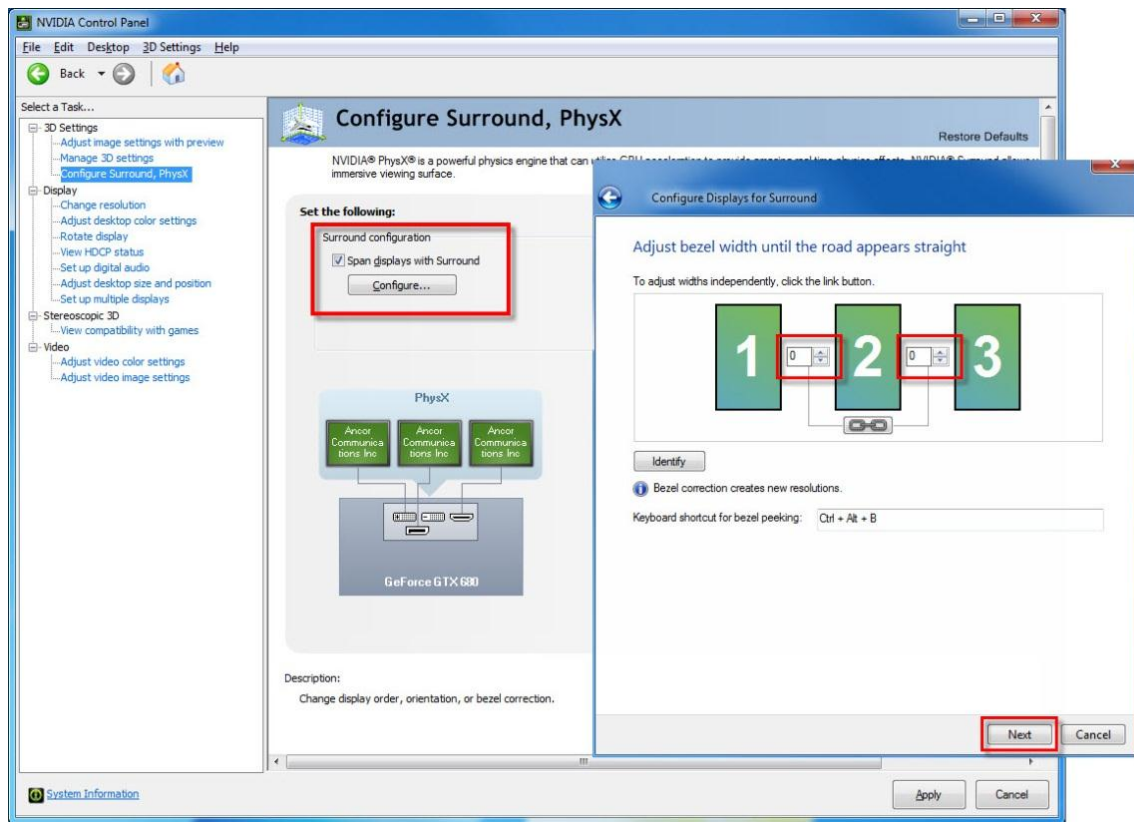 NVIDIA Control Panel
File Edit Desktop 3D Settings Help
Back
Select a Task...
3D Settings
Adjust image settings with preview
Manage 3D settings
Configure Surround, PhysX
Display
Change resolution
Adjust desktop color settings
Rotate display
View HDCP status
Set up digital audio
Adjust desktop size and position
Set up multiple displays
Stereoscopic 3D
View compatibility with games
Video
Adjust video color settings
Adjust video image settings
System Information
Configure Surround, PhysX
Restore Defaults
NVIDIA® PhysX® is a powerful physics engine that can
immersive viewing surface.
Set the following:
Surround configuration
Span displays with Surround
Configure...
PhysX
Ancor Communica tions Inc
Ancor Communica tions Inc
Ancor Communica tions Inc
GeForce GTX 680
Description:
Change display order, orientation, or bezel correction.
Apply Cancel
Configure Displays for Surround
Adjust bezel width until the road appears straight
To adjust widths independently, click the link button.
1 0 2 0 3
Identify
Bezel correction creates new resolutions.
Keyboard shortcut for bezel peeking: Ctrl + Alt + B
Next Cancel